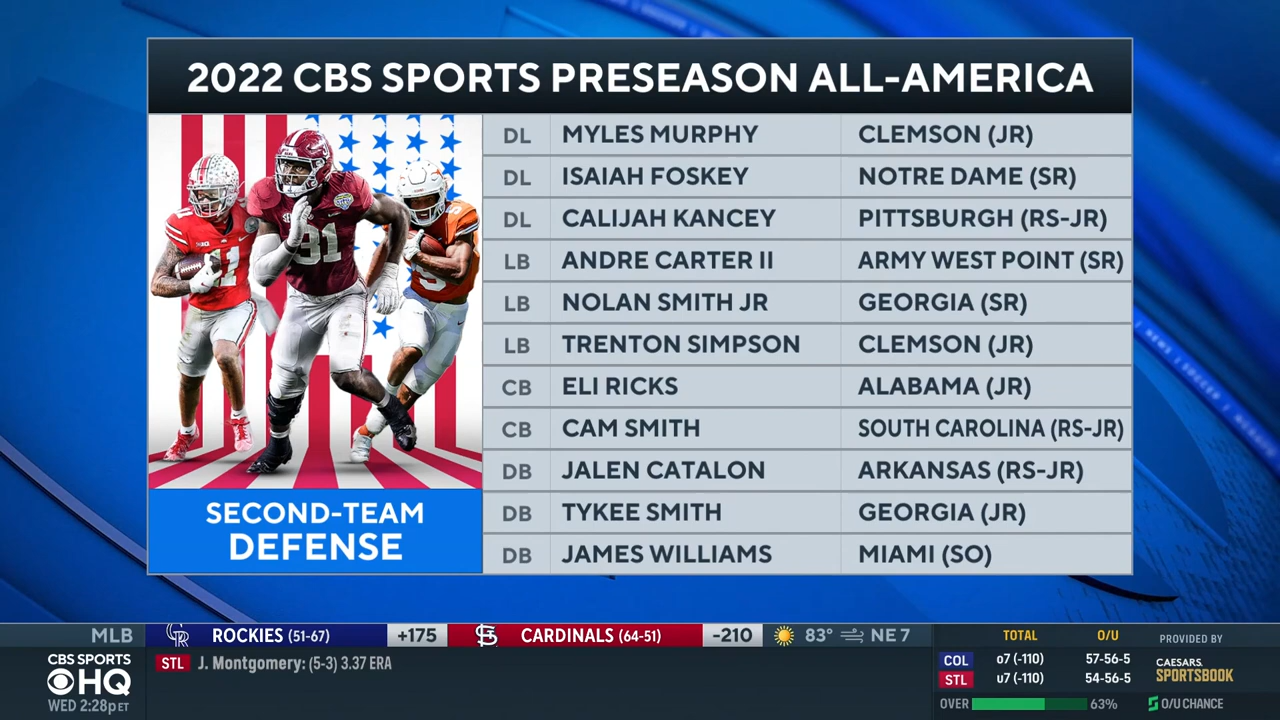 2022 CBS SPORTS PRESEASON ALL-AMERICA
DL MYLES MURPHY CLEMSON (JR)
DL ISAIAH FOSKEY NOTRE DAME (SR)
DL CALIJAH KANCEY PITTSBURGH (RS-JR)
LB ANDRE CARTER II ARMY WEST POINT (SR)
LB NOLAN SMITH JR GEORGIA (SR)
LB TRENTON SIMPSON CLEMSON (JR)
CB ELI RICKS ALABAMA (JR)
CB CAM SMITH SOUTH CAROLINA (RS-JR)
DB JALEN CATALON ARKANSAS (RS-JR)
DB TYKEE SMITH GEORGIA (JR)
DB JAMES WILLIAMS MIAMI (SO)
11
31
5
SECOND-TEAM
DEFENSE
MLB ROCKIES (51-67) +175 CARDINALS (64-51) -210 83° NE 7
CBS SPORTS
HQ
WED 2:28PET
STL J. Montgomery: (5-3) 3.37 ERA
TOTAL O/U
COL o7 (-110) 57-56-5
STL u7 (-110) 54-56-5
OVER 63% O/U CHANCE
PROVIDED BY
CAESARS
SPORTSBOOK